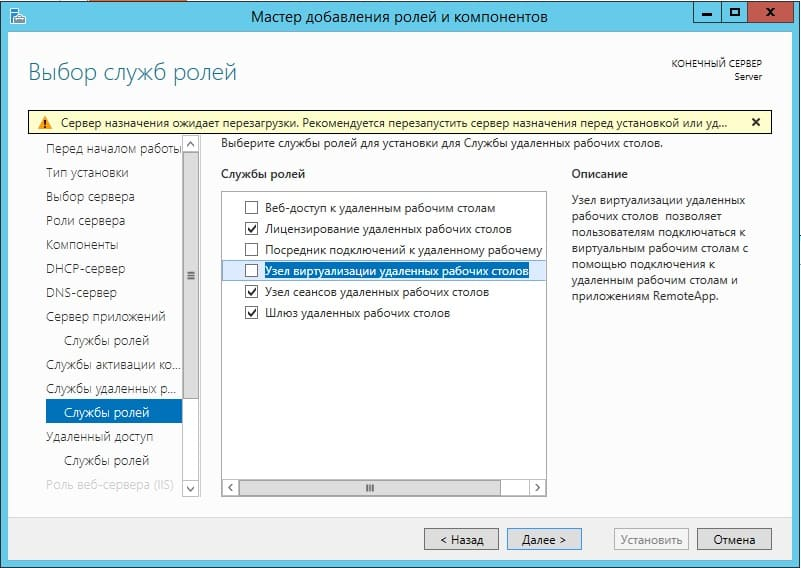 Мастер добавления ролей и компонентов
Выбор служб ролей
КОНЕЧНЫЙ СЕРВЕР
Server
Сервер назначения ожидает перезагрузки. Рекомендуется перезапустить сервер назначения перед установкой или уд...
Перед началом работы
Тип установки
Выбор сервера
Роли сервера
Компоненты
DHCP-сервер
DNS-сервер
Сервер приложений
Службы ролей
Службы активации ко...
Службы удаленных р...
Службы ролей
Удаленный доступ
Службы ролей
Роль веб-сервера (IIS)
Выберите службы ролей для установки для Службы удаленных рабочих столов.
Службы ролей
Веб-доступ к удаленным рабочим столам
Лицензирование удаленных рабочих столов
Посредник подключений к удаленному рабочему
Узел виртуализации удаленных рабочих столов
Узел сеансов удаленных рабочих столов
Шлюз удаленных рабочих столов
Описание
Узел виртуализации удаленных
рабочих столов позволяет
пользователям подключаться к
виртуальным рабочим столам с
помощью подключения к
удаленным рабочим столам и
приложениям RemoteApp.
< Назад
Далее >
Установить
Отмена